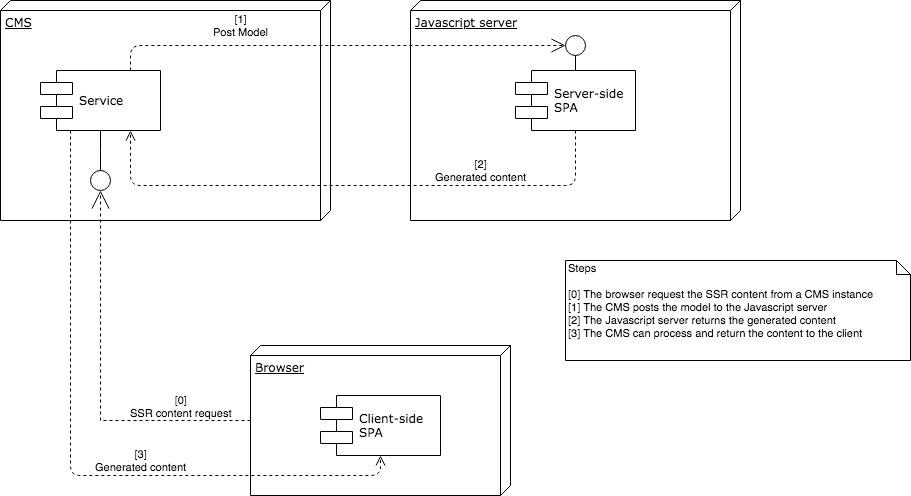 CMS
[1]
Post Model
Javascript server
Service
Server-side
SPA
[2]
Generated content
Steps
[0] The browser request the SSR content from a CMS instance
[1] The CMS posts the model to the Javascript server
[2] The Javascript server returns the generated content
[3] The CMS can process and return the content to the client
Browser
[0]
SSR content request
Client-side
SPA
[3]
Generated content